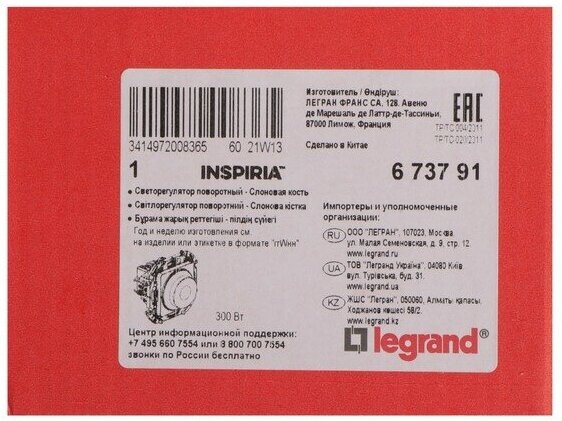 3414972008365 60 21W13
1 INSPIRIA™
• Светорегулятор поворотный - Слоновая кость
• Світлорегулятор поворотний - Слонова кістка
• Бұрама жарық реттегіші - пілдің сүйегі
Год и неделю изготовления см.
на изделии или этикетке в формате "ггWнн"
300 Вт
Центр информационной поддержки:
+7 495 660 7554 или 8 800 700 7554
звонки по России бесплатно
Изготовитель / Өндіруш:
ЛЕГРАН ФРАНС СА, 128. Авеню
де Марешаль де Латтр-де-Тассиньи,
87000 Лимож, Франция
Сделано в Китае
EAC
ТР/ТС 004/2011
ТР/ТС 020/2011
6 737 91
Импортеры и уполномоченные
организации:
RU ООО "ЛЕГРАН", 107023, Москва
ул. Малая Семеновская, д. 9, стр. 12
www.legrand.ru
UA ТОВ "Легранд Україна". 04080 Київ
вул. Турівська, буд. 31
www.legrand.ua
KZ ЖШС "Легран", 050060, Алматы қаласы,
Ходжанов көшесі 58/2.
www.legrand.kz
legrand®